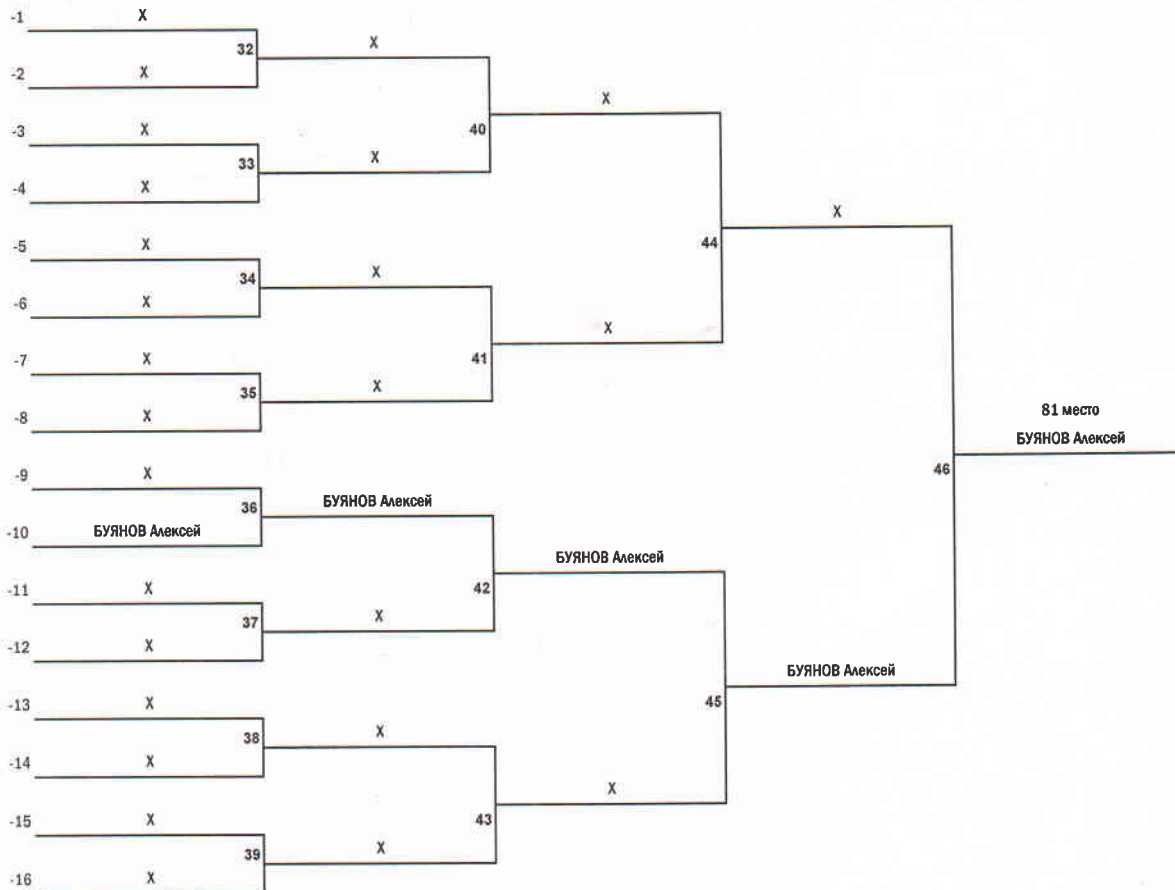 -1 X
32 X
-2 X
40 X
-3 X
33 X
-4 X
44 X
-5 X
34 X
-6 X
41 X
-7 X
35 X
-8 X
46
81 место
БУЯНОВ Алексей
-9 X
36 БУЯНОВ Алексей
-10 БУЯНОВ Алексей
42 БУЯНОВ Алексей
-11 X
37 X
-12 X
45 БУЯНОВ Алексей
-13 X
38 X
-14 X
43 X
-15 X
39 X
-16 X